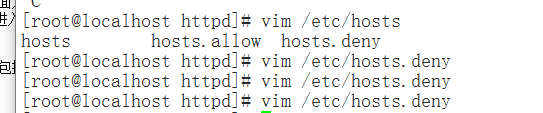 C
[root@localhost httpd]# vim /etc/hosts
hosts hosts.allow hosts.deny
[root@localhost httpd]# vim /etc/hosts.deny
[root@localhost httpd]# vim /etc/hosts.deny
[root@localhost httpd]# vim /etc/hosts.deny